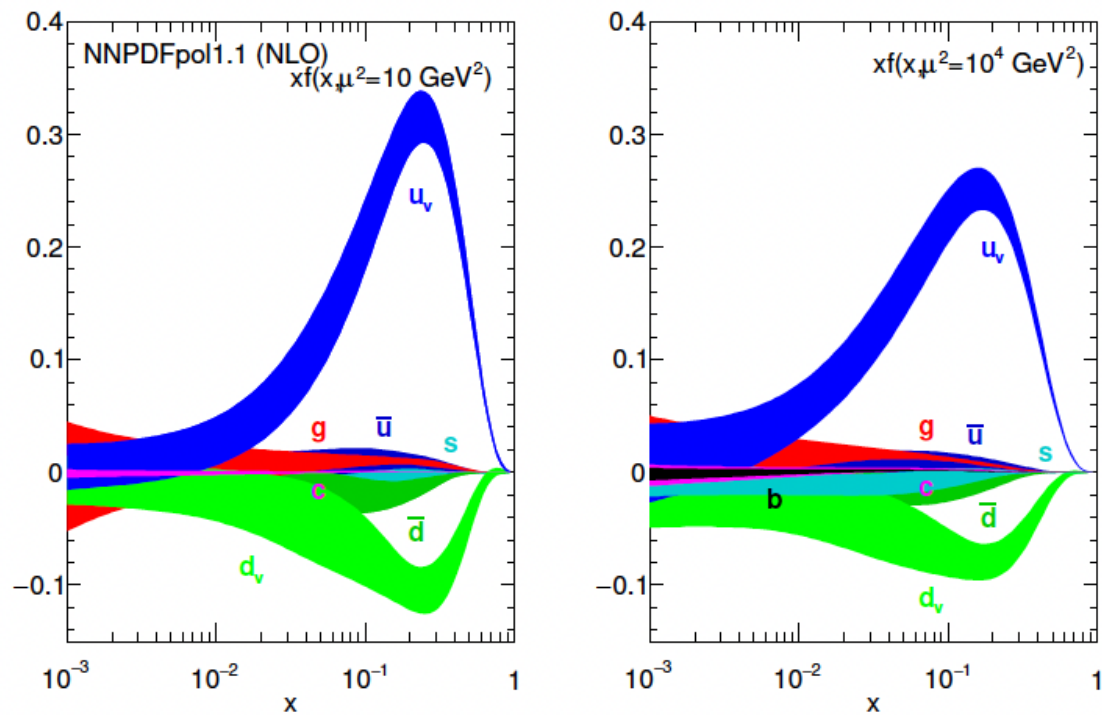 NNPDFpol1.1 (NLO)
xf(x,μ²=10 GeV²)
0.4
0.3
0.2
0.1
0
−0.1
u_v
g
ū
s
c
d̄
d_v
10⁻³
10⁻²
10⁻¹
1
x
xf(x,μ²=10⁴ GeV²)
0.4
0.3
0.2
0.1
0
−0.1
u_v
g
ū
s
c
b
d̄
d_v
10⁻³
10⁻²
10⁻¹
1
x